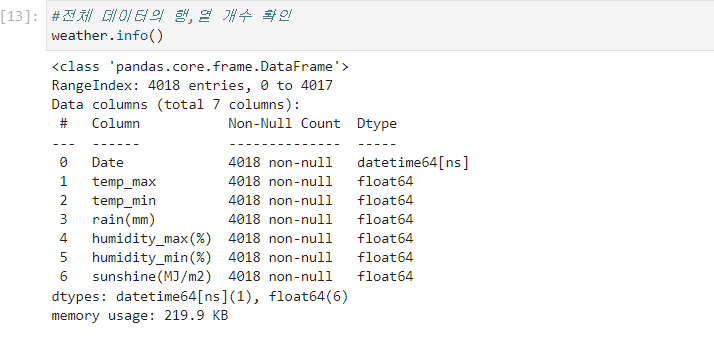 [13]: #전체 데이터의 행,열 개수 확인
weather.info()
<class 'pandas.core.frame.DataFrame'>
RangeIndex: 4018 entries, 0 to 4017
Data columns (total 7 columns):
 #   Column           Non-Null Count  Dtype
---  ------           --------------  -----
 0   Date             4018 non-null   datetime64[ns]
 1   temp_max         4018 non-null   float64
 2   temp_min         4018 non-null   float64
 3   rain(mm)         4018 non-null   float64
 4   humidity_max(%)  4018 non-null   float64
 5   humidity_min(%)  4018 non-null   float64
 6   sunshine(MJ/m2)  4018 non-null   float64
dtypes: datetime64[ns](1), float64(6)
memory usage: 219.9 KB